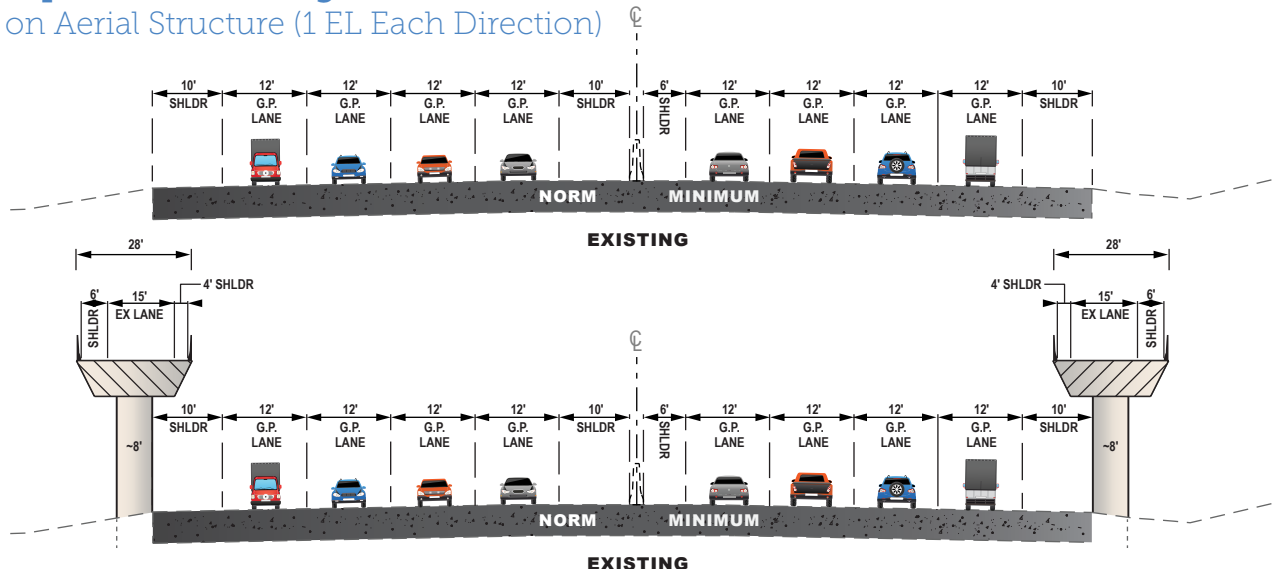 on Aerial Structure (1 EL Each Direction)
℄
10' 12' 12' 12' 12' 10' 6' 12' 12' 12' 12' 10'
SHLDR G.P. LANE G.P. LANE G.P. LANE G.P. LANE SHLDR SHLDR G.P. LANE G.P. LANE G.P. LANE G.P. LANE SHLDR
NORM MINIMUM
EXISTING
28' 28'
4' SHLDR 4' SHLDR
6' 15' 15' 6'
SHLDR EX LANE EX LANE SHLDR
℄
10' 12' 12' 12' 12' 10' 6' 12' 12' 12' 12' 10'
SHLDR G.P. LANE G.P. LANE G.P. LANE G.P. LANE SHLDR SHLDR G.P. LANE G.P. LANE G.P. LANE G.P. LANE SHLDR
~8' ~8'
NORM MINIMUM
EXISTING